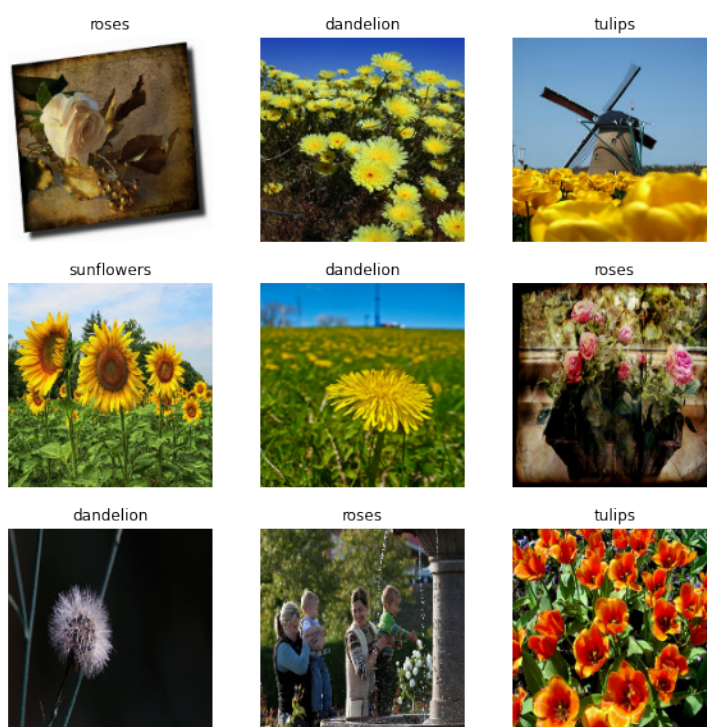 roses
dandelion
tulips
sunflowers
dandelion
roses
dandelion
roses
tulips